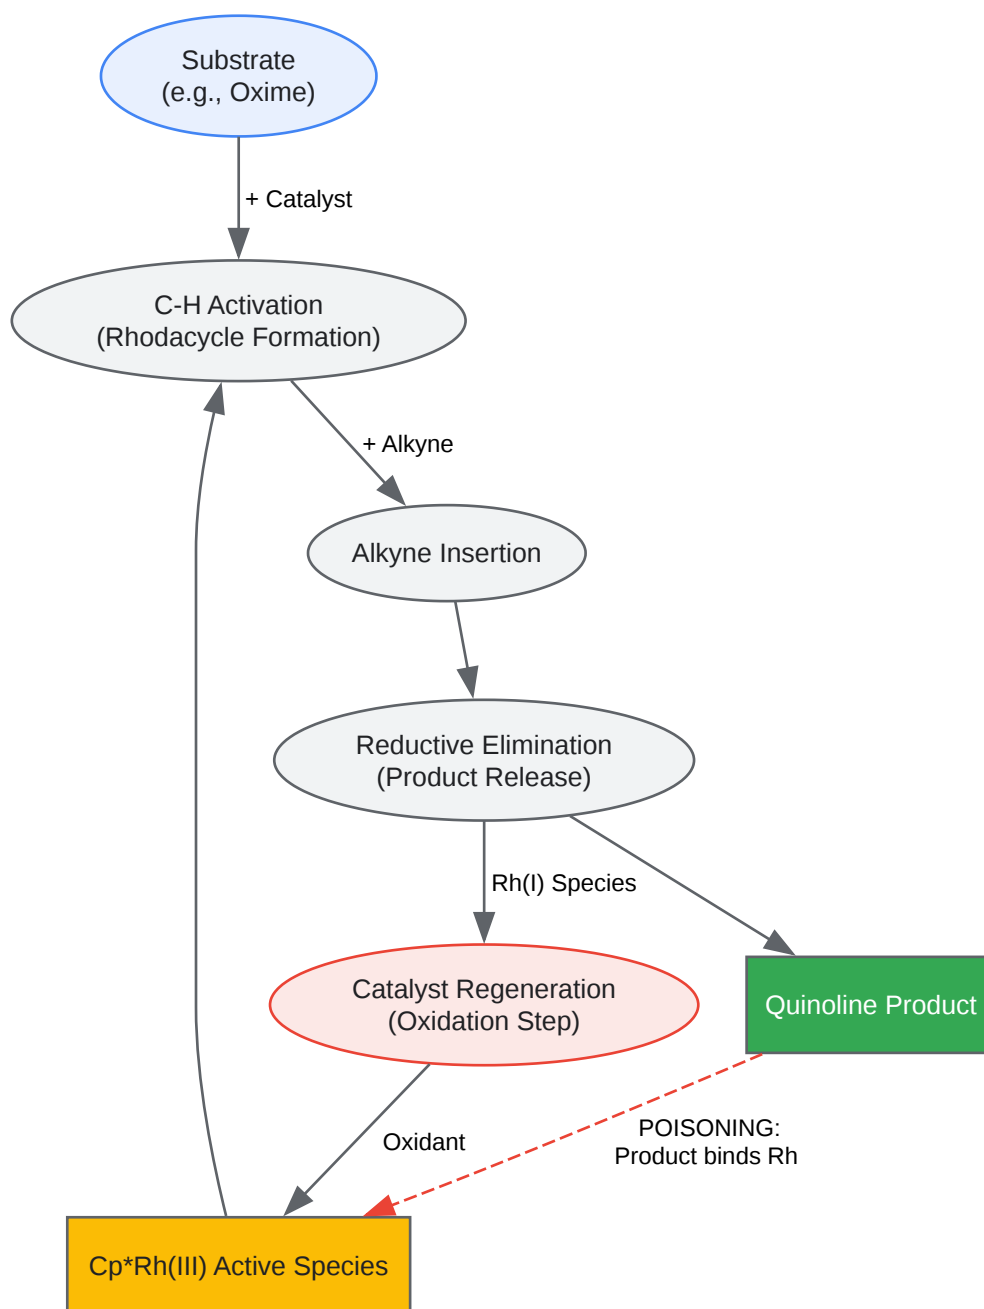 Substrate
(e.g., Oxime)
+ Catalyst
C-H Activation
(Rhodacycle Formation)
+ Alkyne
Alkyne Insertion
Reductive Elimination
(Product Release)
Rh(I) Species
Catalyst Regeneration
(Oxidation Step)
Quinoline Product
Oxidant
POISONING:
Product binds Rh
Cp*Rh(III) Active Species